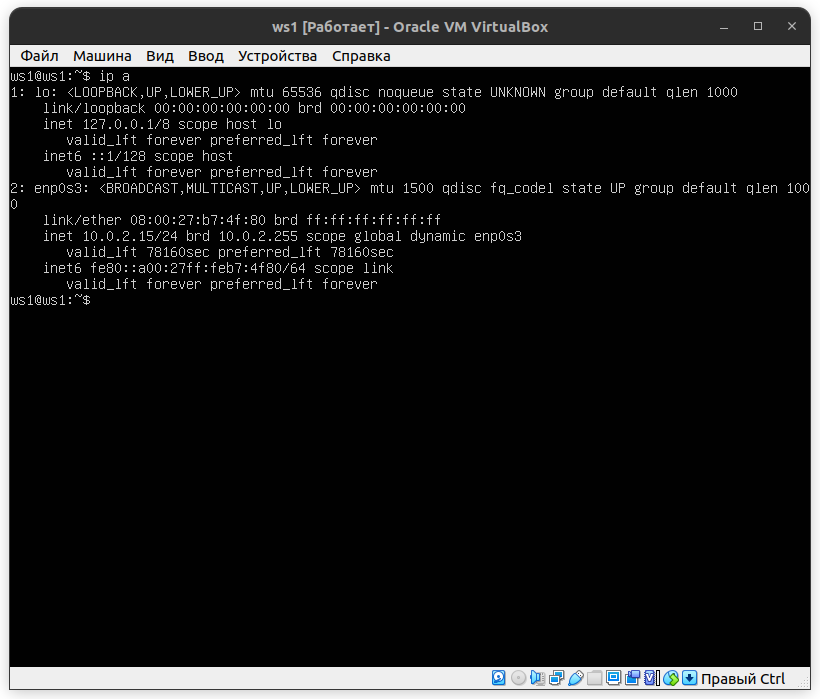 ws1 [Работает] - Oracle VM VirtualBox
Файл Машина Вид Ввод Устройства Справка
ws1@ws1:~$ ip a
1: lo: <LOOPBACK,UP,LOWER_UP> mtu 65536 qdisc noqueue state UNKNOWN group default qlen 1000
    link/loopback 00:00:00:00:00:00 brd 00:00:00:00:00:00
    inet 127.0.0.1/8 scope host lo
       valid_lft forever preferred_lft forever
    inet6 ::1/128 scope host
       valid_lft forever preferred_lft forever
2: enp0s3: <BROADCAST,MULTICAST,UP,LOWER_UP> mtu 1500 qdisc fq_codel state UP group default qlen 100
0
    link/ether 08:00:27:b7:4f:80 brd ff:ff:ff:ff:ff:ff
    inet 10.0.2.15/24 brd 10.0.2.255 scope global dynamic enp0s3
       valid_lft 78160sec preferred_lft 78160sec
    inet6 fe80::a00:27ff:feb7:4f80/64 scope link
       valid_lft forever preferred_lft forever
ws1@ws1:~$
Правый Ctrl